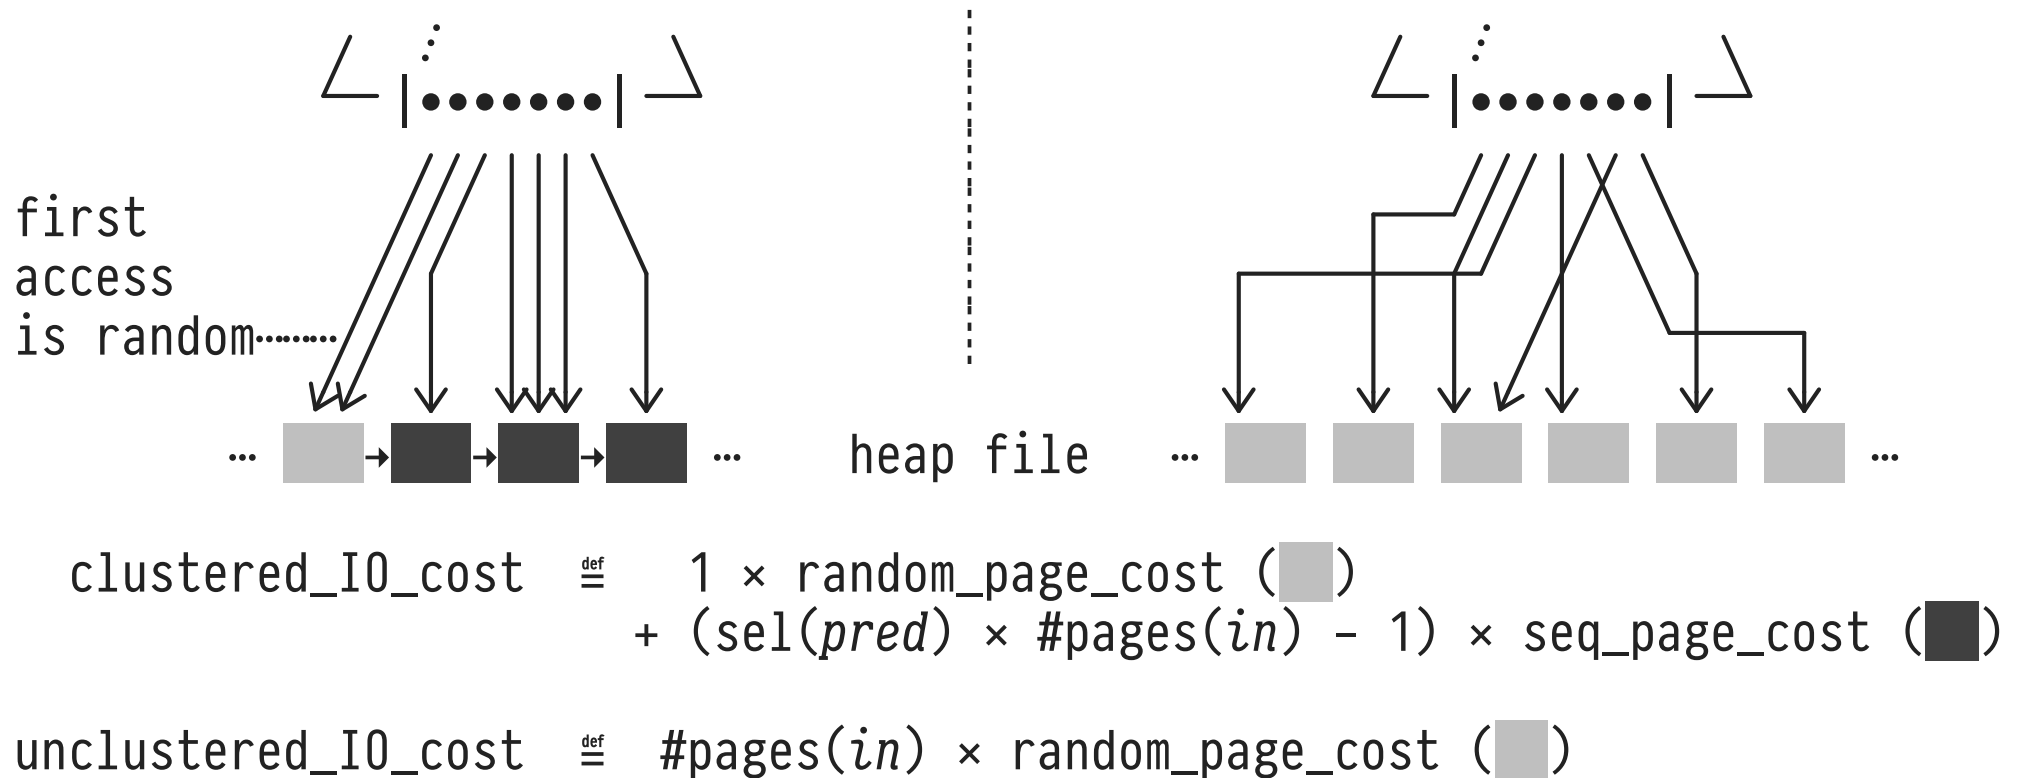 first
access
is random
… heap file …
clustered_IO_cost ≝ 1 × random_page_cost ( )
+ (sel(pred) × #pages(in) − 1) × seq_page_cost ( )
unclustered_IO_cost ≝ #pages(in) × random_page_cost ( )